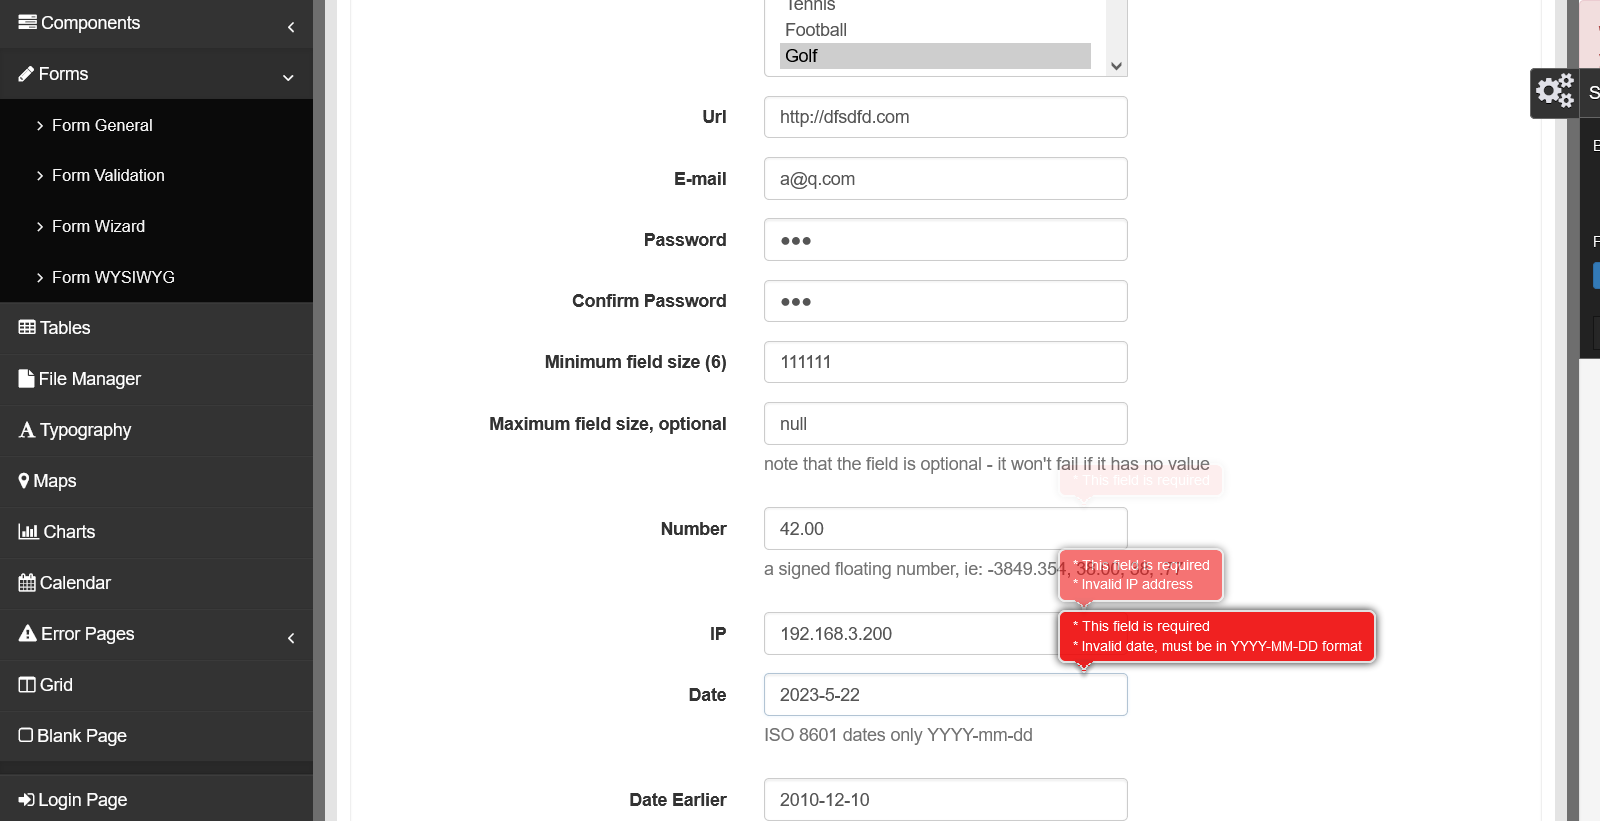 Components
Forms
Form General
Form Validation
Form Wizard
Form WYSIWYG
Tables
File Manager
Typography
Maps
Charts
Calendar
Error Pages
Grid
Blank Page
Login Page
Tennis
Football
Golf
Url
http://dfsdfd.com
E-mail
a@q.com
Password
●●●
Confirm Password
●●●
Minimum field size (6)
111111
Maximum field size, optional
null
note that the field is optional - it won't fail if it has no value
* This field is required
Number
42.00
a signed floating number, ie: -3849.354, 38.00, 38, .77
* This field is required
* Invalid IP address
IP
192.168.3.200
* This field is required
* Invalid date, must be in YYYY-MM-DD format
Date
2023-5-22
ISO 8601 dates only YYYY-mm-dd
Date Earlier
2010-12-10